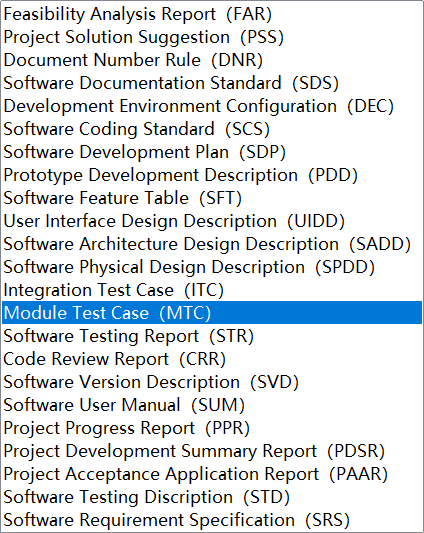 Feasibility Analysis Report (FAR)
Project Solution Suggestion (PSS)
Document Number Rule (DNR)
Software Documentation Standard (SDS)
Development Environment Configuration (DEC)
Software Coding Standard (SCS)
Software Development Plan (SDP)
Prototype Development Description (PDD)
Software Feature Table (SFT)
User Interface Design Description (UIDD)
Software Architecture Design Description (SADD)
Software Physical Design Description (SPDD)
Integration Test Case (ITC)
Module Test Case (MTC)
Software Testing Report (STR)
Code Review Report (CRR)
Software Version Description (SVD)
Software User Manual (SUM)
Project Progress Report (PPR)
Project Development Summary Report (PDSR)
Project Acceptance Application Report (PAAR)
Software Testing Discription (STD)
Software Requirement Specification (SRS)